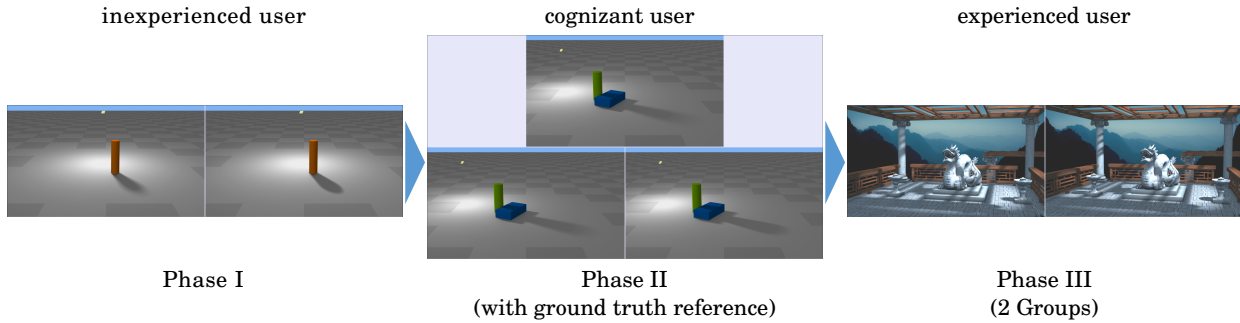 inexperienced user
cognizant user
experienced user
Phase I
Phase II
(with ground truth reference)
Phase III
(2 Groups)